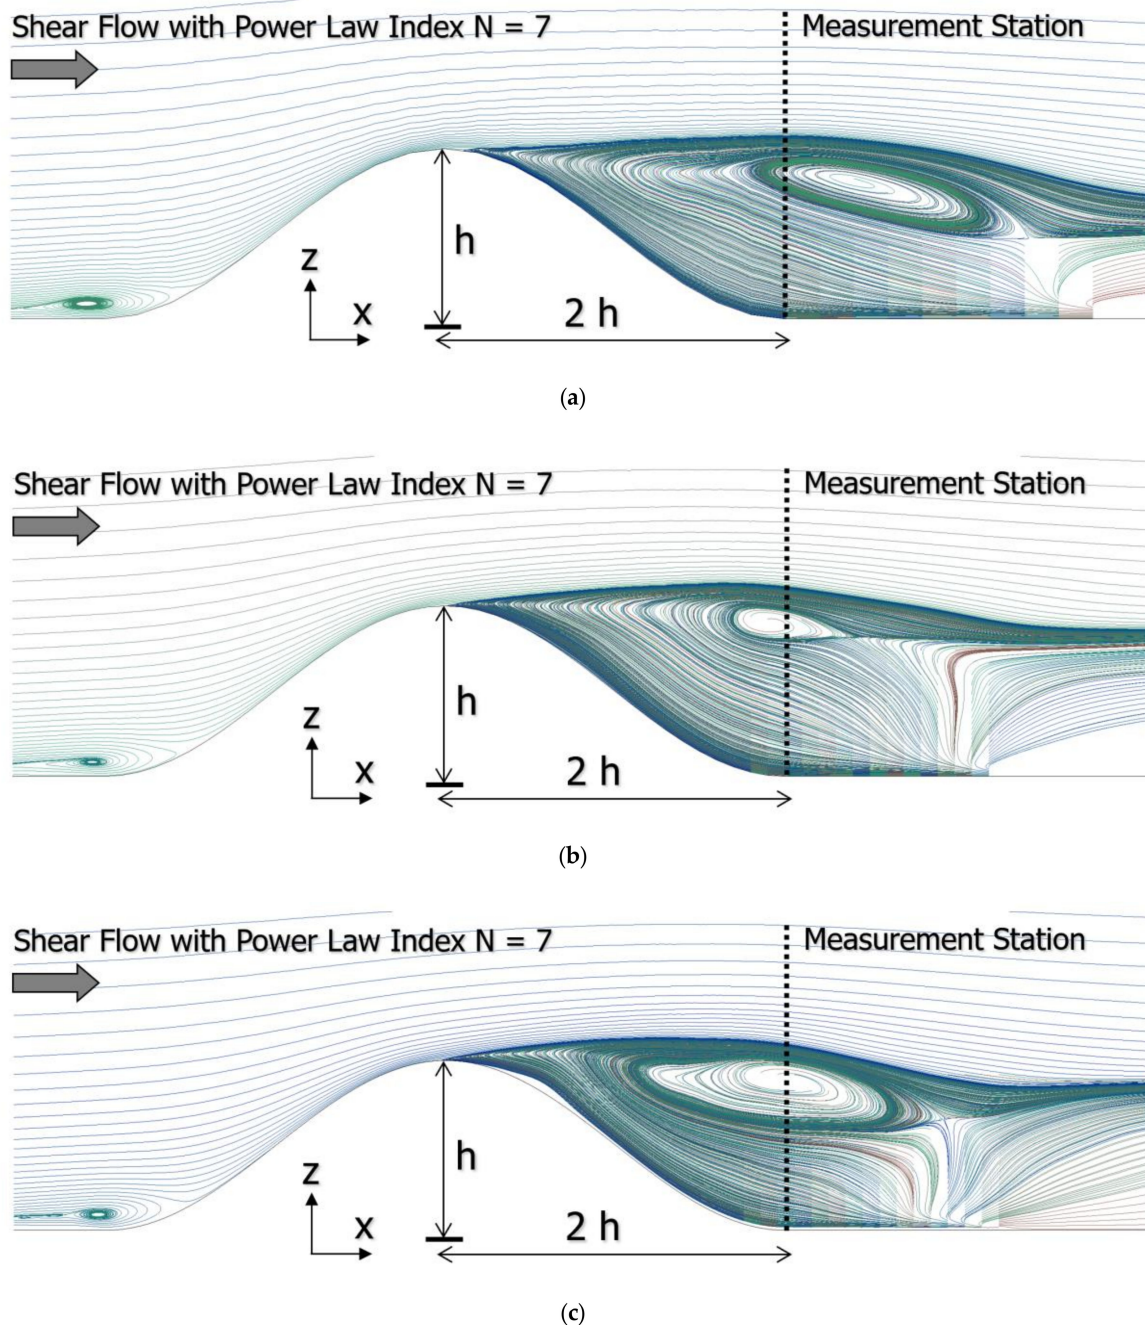 Shear Flow with Power Law Index N = 7
Measurement Station
h
z
x
2 h
(a)
Shear Flow with Power Law Index N = 7
Measurement Station
h
z
x
2 h
(b)
Shear Flow with Power Law Index N = 7
Measurement Station
h
z
x
2 h
(c)